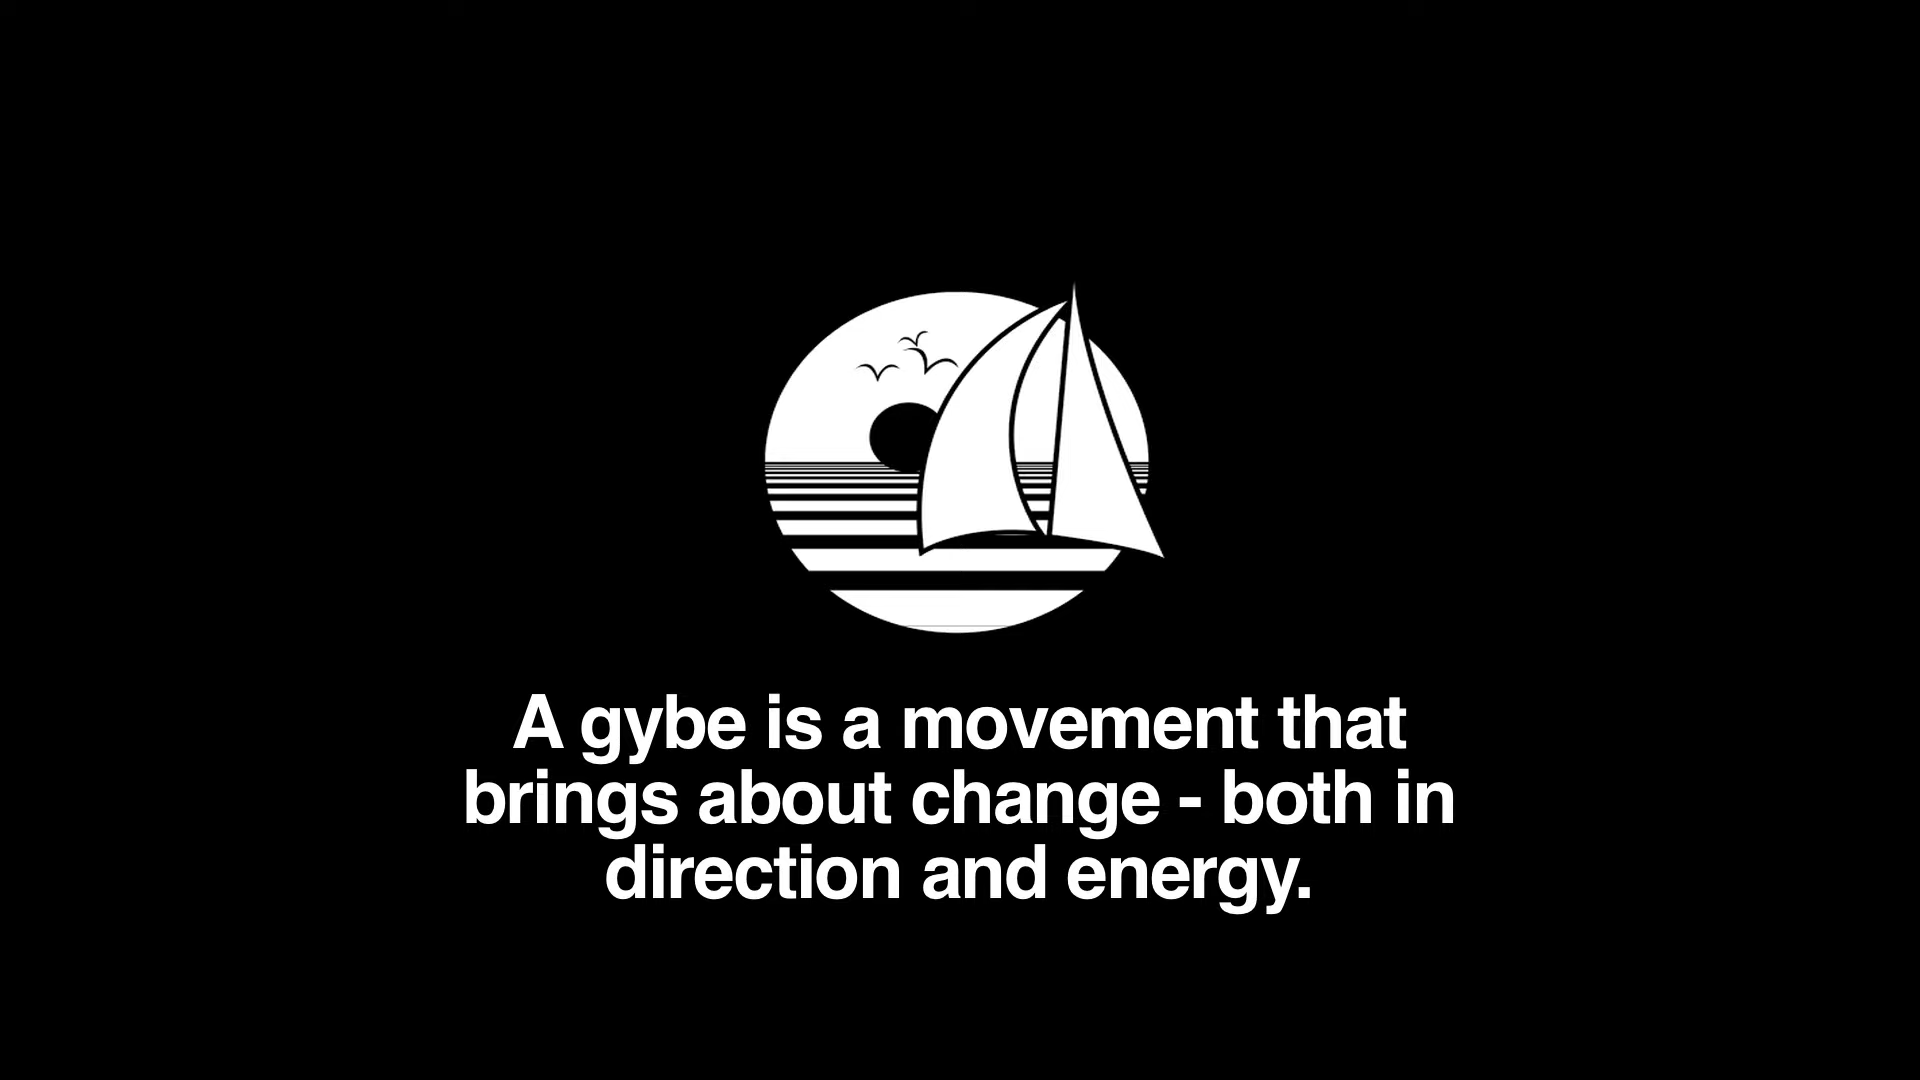 A gybe is a movement that
brings about change - both in
direction and energy.